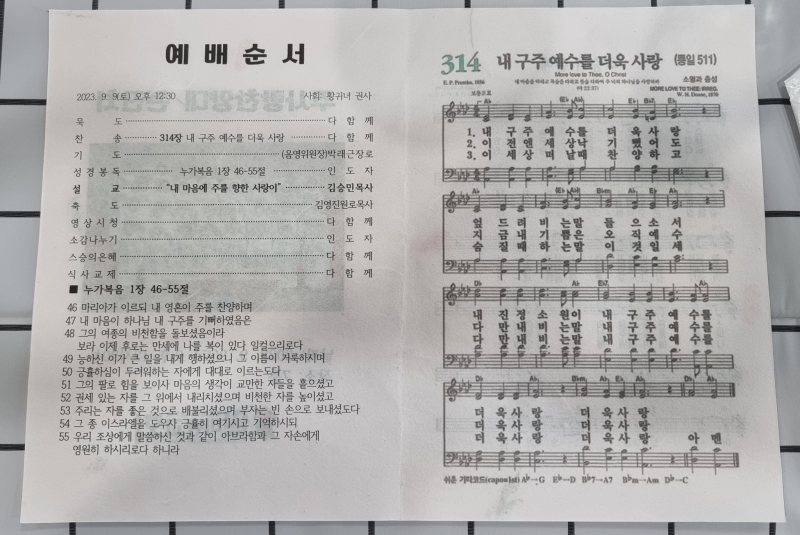 예 배 순 서
2023. 9. 9(토) 오후 12:30 사회: 황귀녀 권사
묵 도 다 함 께
찬 송 314장 내 구주 예수를 더욱 사랑 다 함 께
기 도 (음영위원장)박래근장로
성경봉독 누가복음 1장 46-55절 인 도 자
설 교 "내 마음에 주를 향한 사랑이" 김승민목사
축 도 김영진원로목사
영상시청 다 함 께
소감나누기 인 도 자
스승의은혜 다 함 께
식사교제 다 함 께
■ 누가복음 1장 46-55절
46 마리아가 이르되 내 영혼이 주를 찬양하며
47 내 마음이 하나님 내 구주를 기뻐하였음은
48 그의 여종의 비천함을 돌보셨음이라
보라 이제 후로는 만세에 나를 복이 있다 일컬으리로다
49 능하신 이가 큰 일을 내게 행하셨으니 그 이름이 거룩하시며
50 긍휼하심이 두려워하는 자에게 대대로 이르는도다
51 그의 팔로 힘을 보이사 마음의 생각이 교만한 자들을 흩으셨고
52 권세 있는 자를 그 위에서 내리치셨으며 비천한 자를 높이셨고
53 주리는 자를 좋은 것으로 배불리셨으며 부자는 빈 손으로 보내셨도다
54 그 종 이스라엘을 도우사 긍휼히 여기시고 기억하시되
55 우리 조상에게 말씀하신 것과 같이 아브라함과 그 자손에게
영원히 하시리로다 하니라
314 내 구주 예수를 더욱 사랑 (통일 511)
More love to Thee, O Christ
소명과 충성
E. P. Prentiss, 1856
MORE LOVE TO THEE:IRREG.
W. H. Doane, 1870
보통으로
A♭ (E♭ A♭) E♭ B♭7 E♭
1. 내 구주 예수를 더욱 사랑
2. 이 전엔 세상낙 기뻤어도
3. 이 세상 떠날때 찬양하고
A♭ (E♭ A♭) B♭m A♭ E♭ A♭
엎드려 비는말 들으소서
지금 내 기쁨은 오직예수
숨질때 하는말 이것일세
E♭ B♭7 A♭
내 진정 소원이 내 구주 예수를
다만 내 비는말 내 구주 예수를
다만 내 비는말 내 구주 예수를
D♭ A♭ B♭m A♭ E♭ A♭ D♭ A♭
더욱사랑 더욱사랑
더욱사랑 더욱사랑
더욱사랑 더욱사랑 아멘
쉬운 기타코드(capo=1st) A♭→G E♭→D B♭7→A7 B♭m→Am D♭→C